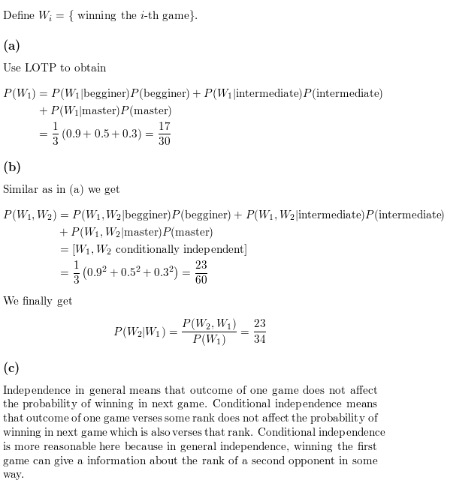 Define W_i = { winning the i-th game}.
(a)
Use LOTP to obtain
P(W_1) = P(W_1|begginer)P(begginer) + P(W_1|intermediate)P(intermediate)
+ P(W_1|master)P(master)
= 1/3 (0.9 + 0.5 + 0.3) = 17/30
(b)
Similar as in (a) we get
P(W_1, W_2) = P(W_1, W_2|begginer)P(begginer) + P(W_1, W_2|intermediate)P(intermediate)
+ P(W_1, W_2|master)P(master)
= [W_1, W_2 conditionally independent]
= 1/3 (0.9^2 + 0.5^2 + 0.3^2) = 23/60
We finally get
P(W_2|W_1) = P(W_2, W_1)/P(W_1) = 23/34
(c)
Independence in general means that outcome of one game does not affect
the probability of winning in next game. Conditional independence means
that outcome of one game verses some rank does not affect the probability of
winning in next game which is also verses that rank. Conditional independence
is more reasonable here because in general independence, winning the first
game can give a information about the rank of a second opponent in some
way.